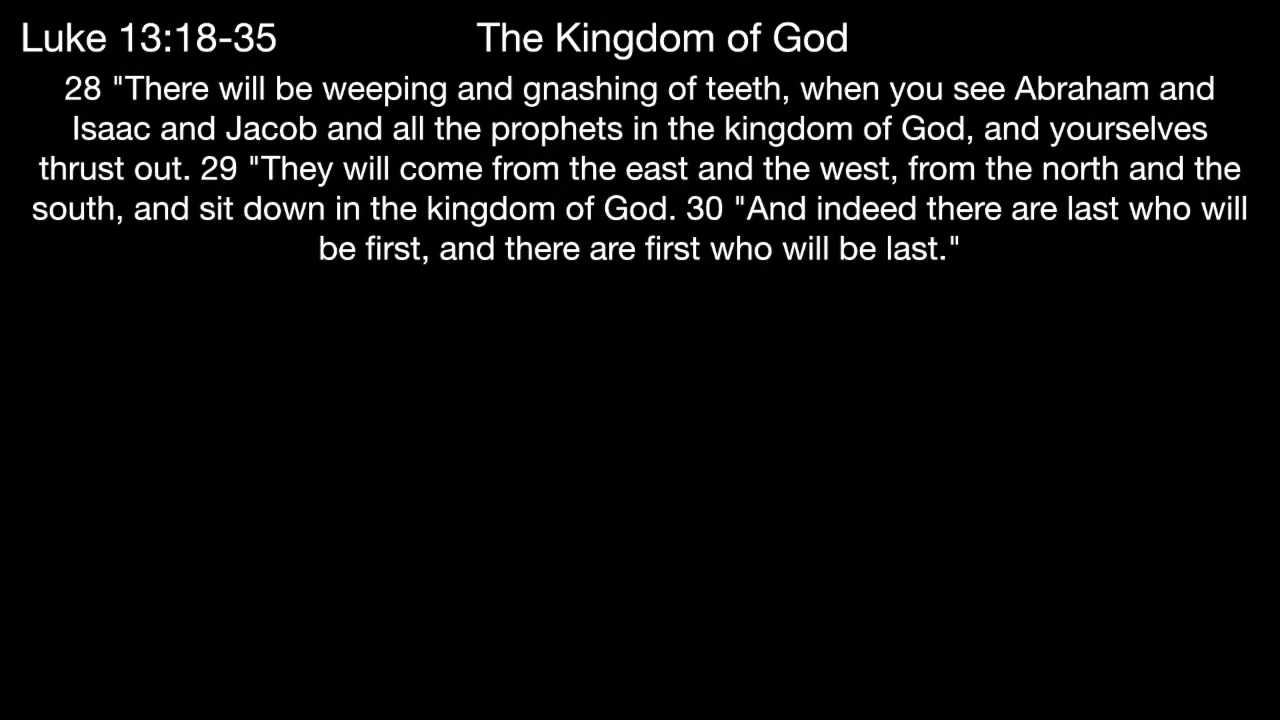 Luke 13:18-35 The Kingdom of God
28 "There will be weeping and gnashing of teeth, when you see Abraham and
Isaac and Jacob and all the prophets in the kingdom of God, and yourselves
thrust out. 29 "They will come from the east and the west, from the north and the
south, and sit down in the kingdom of God. 30 "And indeed there are last who will
be first, and there are first who will be last."